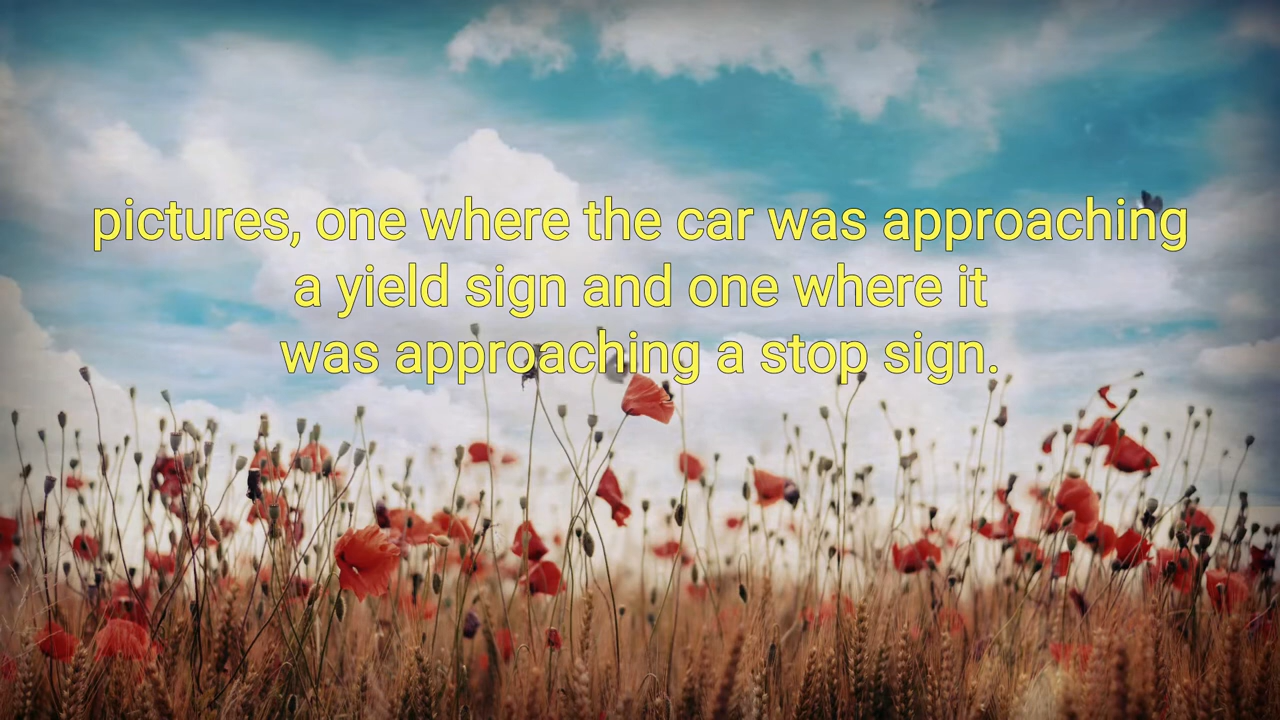 pictures, one where the car was approaching
a yield sign and one where it
was approaching a stop sign.